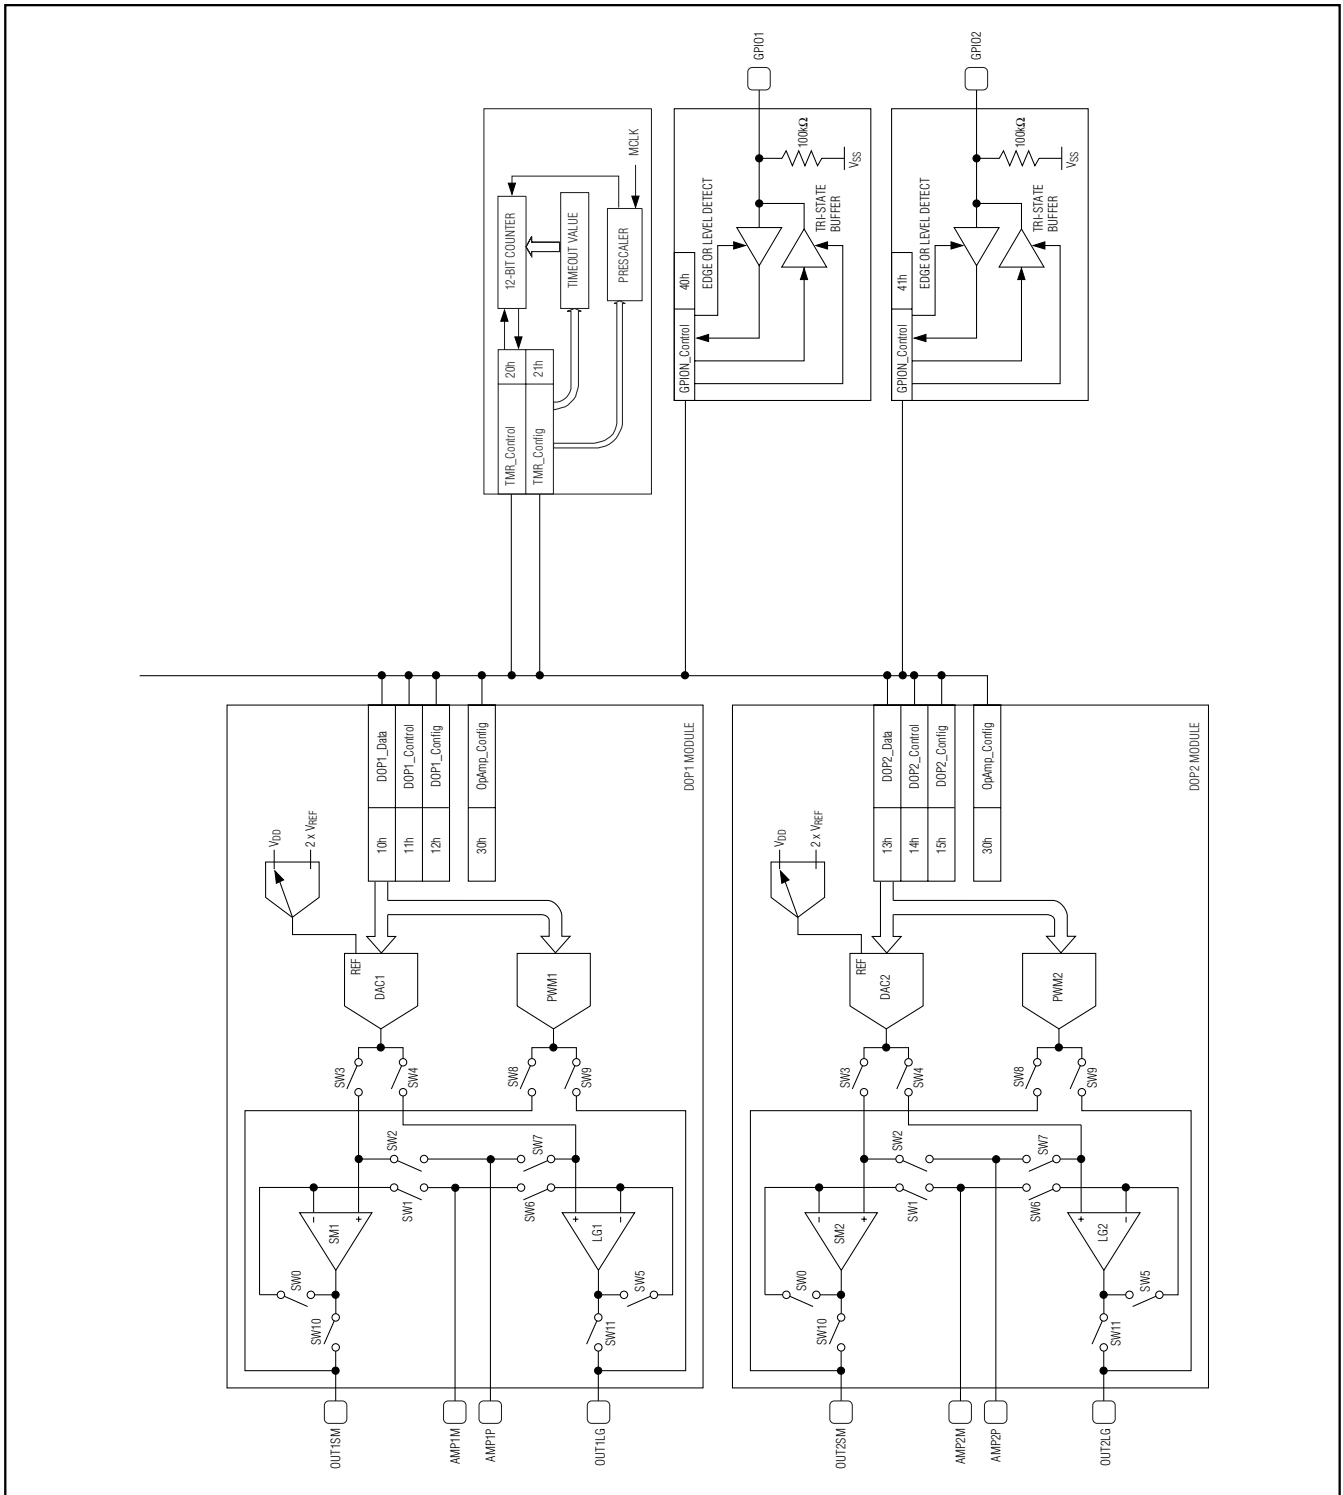 GPIO1
GPIO2
MCLK
12-BIT COUNTER
TIMEOUT VALUE
PRESCALER
20h
21h
TMR_Control
TMR_Config
100kΩ
VSS
EDGE OR LEVEL DETECT
TRI-STATE
BUFFER
40h
GPION_Control
100kΩ
VSS
EDGE OR LEVEL DETECT
TRI-STATE
BUFFER
41h
GPION_Control
DOP1 MODULE
DOP1_Data
DOP1_Control
DOP1_Config
OpAmp_Config
10h
11h
12h
30h
VDD
2 x VREF
REF
DAC1
PWM1
SW3
SW4
SW8
SW9
SW2
SW7
SW1
SW6
SM1
LG1
- +
+ -
SW0
SW5
SW10
SW11
OUT1SM
AMP1M
AMP1P
OUT1LG
DOP2 MODULE
DOP2_Data
DOP2_Control
DOP2_Config
OpAmp_Config
13h
14h
15h
30h
VDD
2 x VREF
REF
DAC2
PWM2
SW3
SW4
SW8
SW9
SW2
SW7
SW1
SW6
SM2
LG2
- +
+ -
SW0
SW5
SW10
SW11
OUT2SM
AMP2M
AMP2P
OUT2LG